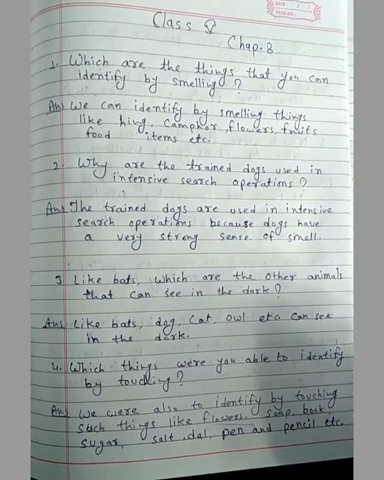 DATE:
PAGE NO.:
Class
Chap. 8
1. Which are the things that you can
identify by smelling?
Ans We can identify by smelling things
like hing, Camphor, flowers, fruits
food items etc.
2. Why are the trained dogs used in
intensive search operations?
Ans The trained dogs are used in intensive
search operations because dogs have
a very strong sense of smell.
3 Like bats, which are the other animals
that can see in the dark?
Ans Like bats, dog, Cat, Owl etc can see
in the dark.
4. Which things were you able to identify
by touching?
Ans We were also to identify by touching
such things like flowers, soap, book,
sugar, salt, dal, pen and pencil etc.